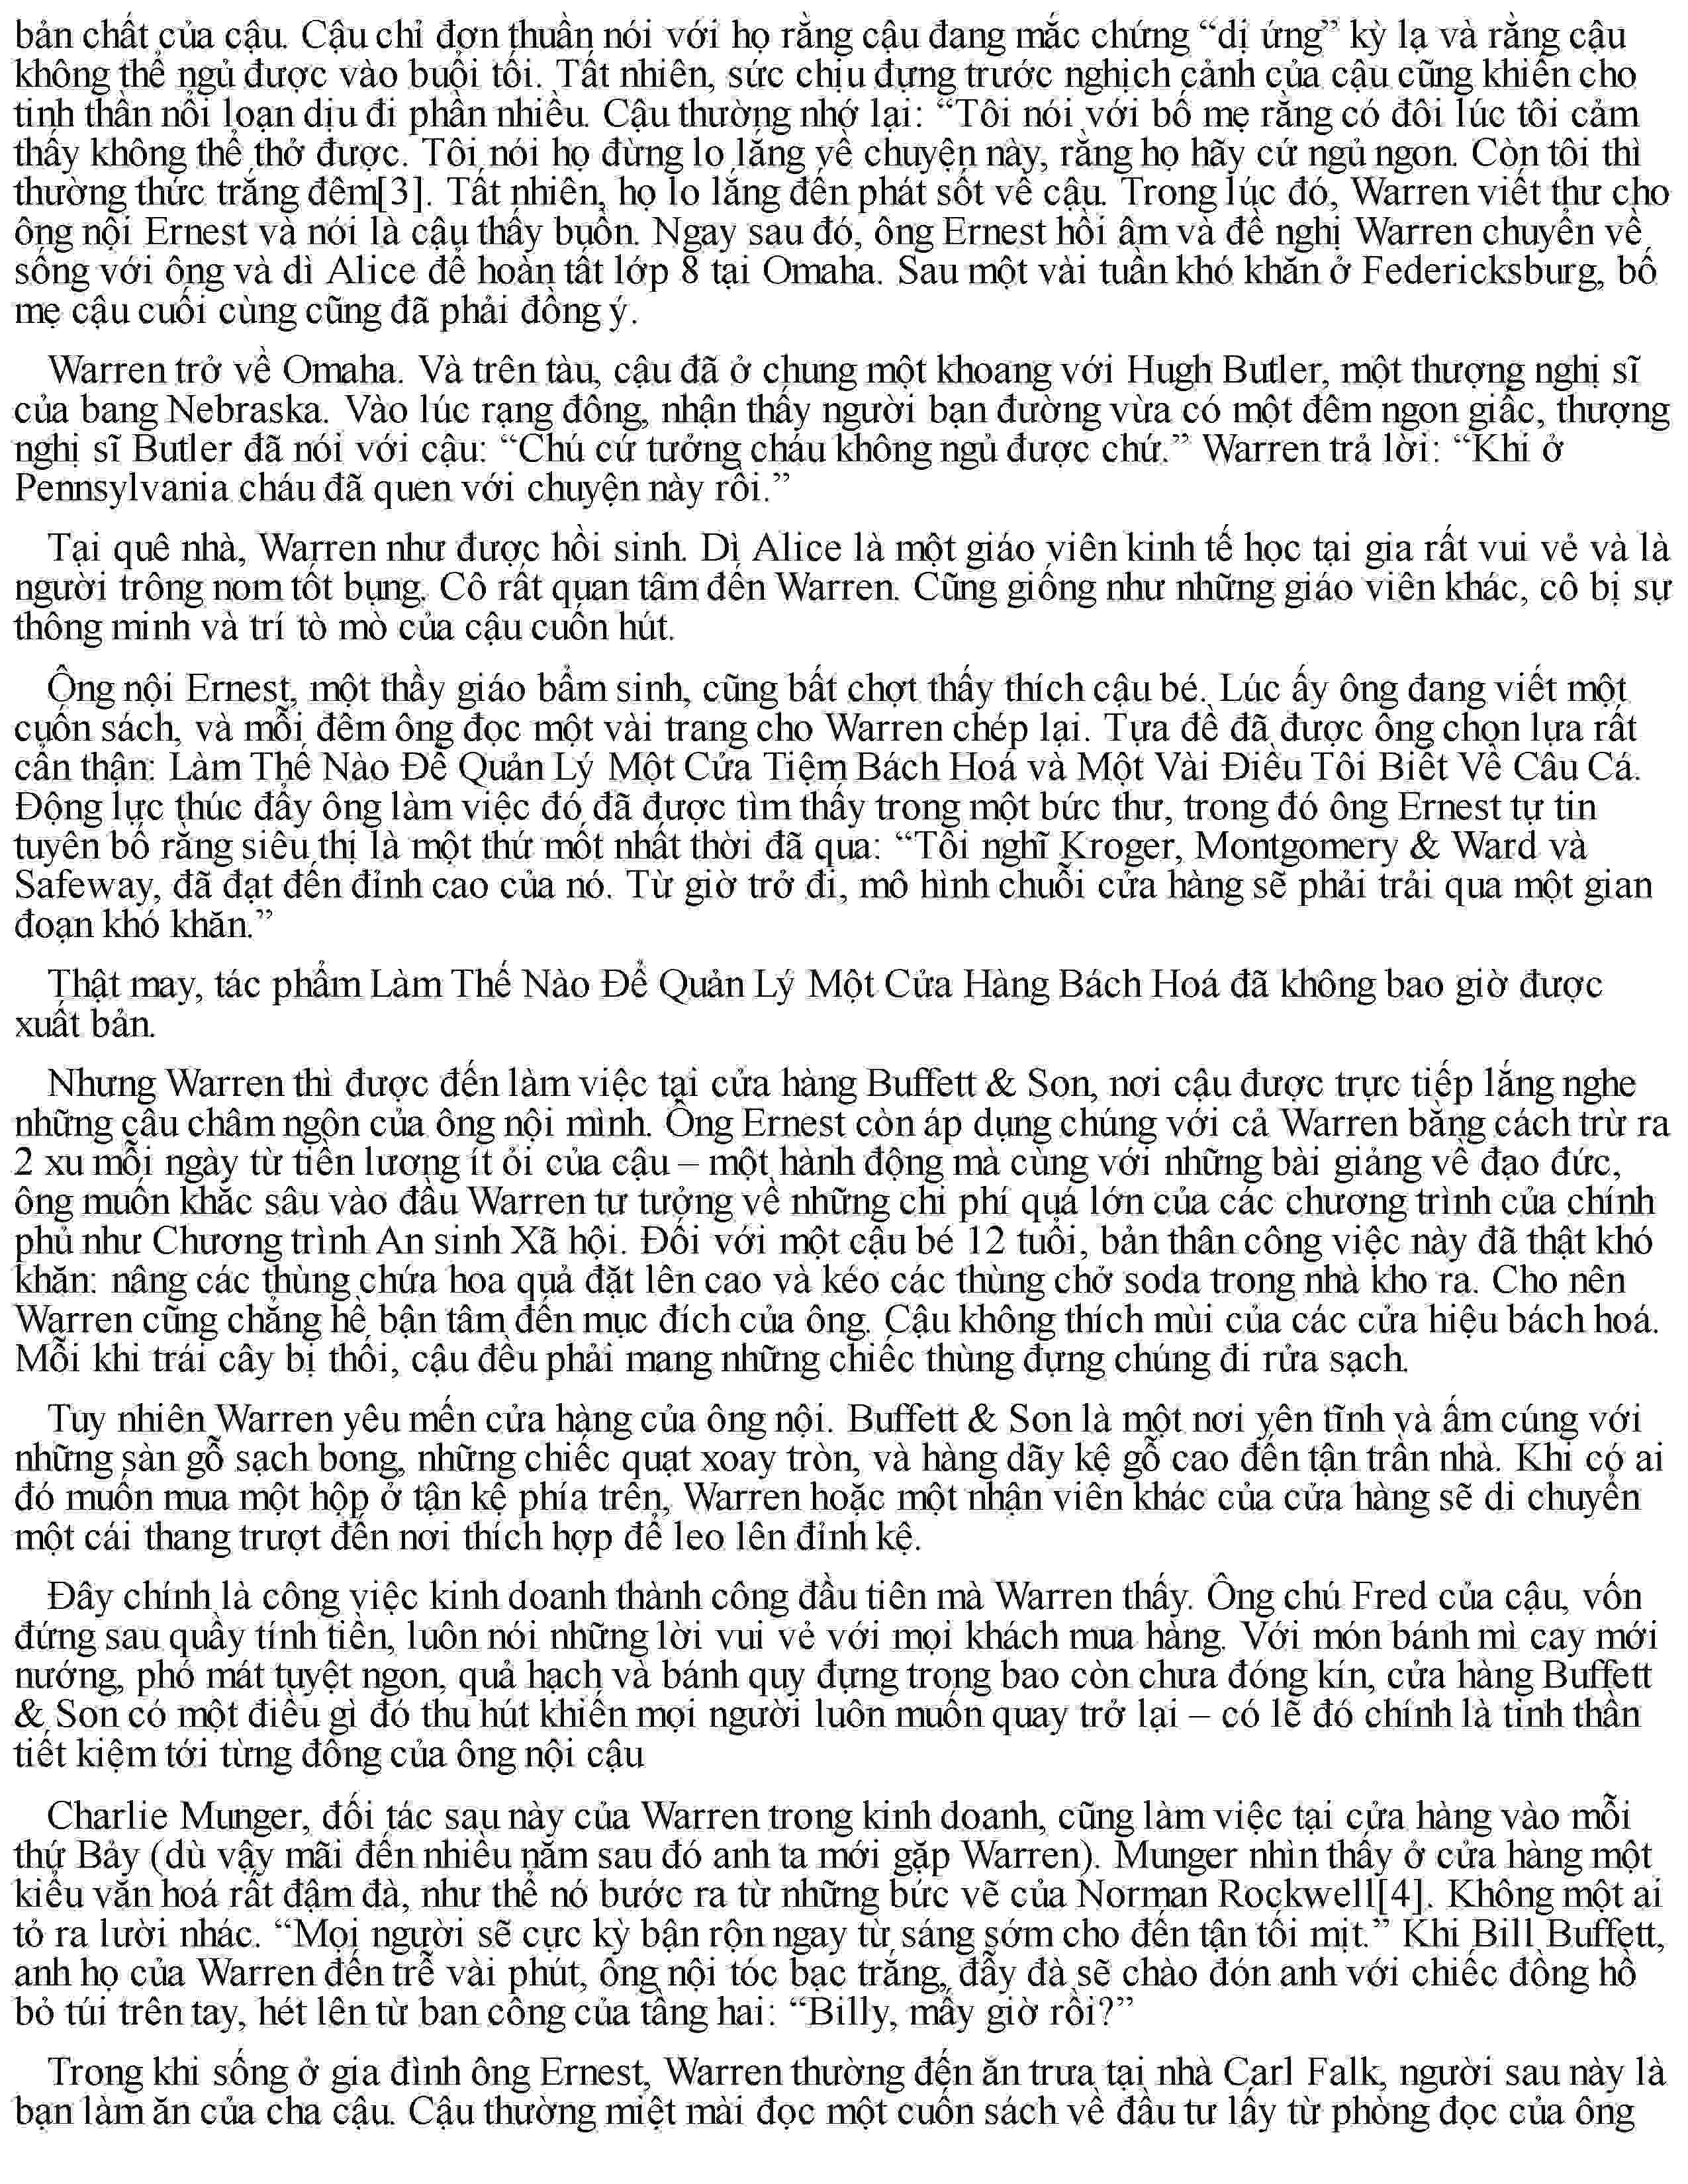 bản chất của cậu. Cậu chỉ đơn thuần nói với họ rằng cậu đang mắc chứng “dị ứng” kỳ lạ và rằng cậu
không thể ngủ được vào buổi tối. Tất nhiên, sức chịu đựng trước nghịch cảnh của cậu cũng khiến cho
tinh thần nổi loạn dịu đi phần nhiều. Cậu thường nhớ lại: “Tôi nói với bố mẹ rằng có đôi lúc tôi cảm
thấy không thể thở được. Tôi nói họ đừng lo lắng về chuyện này, rằng họ hãy cứ ngủ ngon. Còn tôi thì
thường thức trắng đêm[3]. Tất nhiên, họ lo lắng đến phát sốt về cậu. Trong lúc đó, Warren viết thư cho
ông nội Ernest và nói là cậu thấy buồn. Ngay sau đó, ông Ernest hồi âm và đề nghị Warren chuyển về
sống với ông và dì Alice để hoàn tất lớp 8 tại Omaha. Sau một vài tuần khó khăn ở Federicksburg, bố
mẹ cậu cuối cùng cũng đã phải đồng ý.
Warren trở về Omaha. Và trên tàu, cậu đã ở chung một khoang với Hugh Butler, một thượng nghị sĩ
của bang Nebraska. Vào lúc rạng đông, nhận thấy người bạn đường vừa có một đêm ngon giấc, thượng
nghị sĩ Butler đã nói với cậu: “Chú cứ tưởng cháu không ngủ được chứ.” Warren trả lời: “Khi ở
Pennsylvania cháu đã quen với chuyện này rồi.”
Tại quê nhà, Warren như được hồi sinh. Dì Alice là một giáo viên kinh tế học tại gia rất vui vẻ và là
người trông nom tốt bụng. Cô rất quan tâm đến Warren. Cũng giống như những giáo viên khác, cô bị sự
thông minh và trí tò mò của cậu cuốn hút.
Ông nội Ernest, một thầy giáo bẩm sinh, cũng bất chợt thấy thích cậu bé. Lúc ấy ông đang viết một
cuốn sách, và mỗi đêm ông đọc một vài trang cho Warren chép lại. Tựa đề đã được ông chọn lựa rất
cẩn thận: Làm Thế Nào Để Quản Lý Một Cửa Tiệm Bách Hoá và Một Vài Điều Tôi Biết Về Câu Cá.
Động lực thúc đẩy ông làm việc đó đã được tìm thấy trong một bức thư, trong đó ông Ernest tự tin
tuyên bố rằng siêu thị là một thứ mốt nhất thời đã qua: “Tôi nghĩ Kroger, Montgomery & Ward và
Safeway, đã đạt đến đỉnh cao của nó. Từ giờ trở đi, mô hình chuỗi cửa hàng sẽ phải trải qua một gian
đoạn khó khăn.”
Thật may, tác phẩm Làm Thế Nào Để Quản Lý Một Cửa Hàng Bách Hoá đã không bao giờ được
xuất bản.
Nhưng Warren thì được đến làm việc tại cửa hàng Buffett & Son, nơi cậu được trực tiếp lắng nghe
những câu châm ngôn của ông nội mình. Ông Ernest còn áp dụng chúng với cả Warren bằng cách trừ ra
2 xu mỗi ngày từ tiền lương ít ỏi của cậu – một hành động mà cùng với những bài giảng về đạo đức,
ông muốn khắc sâu vào đầu Warren tư tưởng về những chi phí quá lớn của các chương trình của chính
phủ như Chương trình An sinh Xã hội. Đối với một cậu bé 12 tuổi, bản thân công việc này đã thật khó
khăn: nâng các thùng chứa hoa quả đặt lên cao và kéo các thùng chở soda trong nhà kho ra. Cho nên
Warren cũng chẳng hề bận tâm đến mục đích của ông. Cậu không thích mùi của các cửa hiệu bách hoá.
Mỗi khi trái cây bị thối, cậu đều phải mang những chiếc thùng đựng chúng đi rửa sạch.
Tuy nhiên Warren yêu mến cửa hàng của ông nội. Buffett & Son là một nơi yên tĩnh và ấm cúng với
những sàn gỗ sạch bong, những chiếc quạt xoay tròn, và hàng dãy kệ gỗ cao đến tận trần nhà. Khi có ai
đó muốn mua một hộp ở tận kệ phía trên, Warren hoặc một nhận viên khác của cửa hàng sẽ di chuyển
một cái thang trượt đến nơi thích hợp để leo lên đỉnh kệ.
Đây chính là công việc kinh doanh thành công đầu tiên mà Warren thấy. Ông chú Fred của cậu, vốn
đứng sau quầy tính tiền, luôn nói những lời vui vẻ với mọi khách mua hàng. Với món bánh mì cay mới
nướng, phó mát tuyệt ngon, quả hạch và bánh quy đựng trong bao còn chưa đóng kín, cửa hàng Buffett
& Son có một điều gì đó thu hút khiến mọi người luôn muốn quay trở lại – có lẽ đó chính là tinh thần
tiết kiệm tới từng đồng của ông nội cậu
Charlie Munger, đối tác sau này của Warren trong kinh doanh, cũng làm việc tại cửa hàng vào mỗi
thứ Bảy (dù vậy mãi đến nhiều năm sau đó anh ta mới gặp Warren). Munger nhìn thấy ở cửa hàng một
kiểu văn hoá rất đậm đà, như thể nó bước ra từ những bức vẽ của Norman Rockwell[4]. Không một ai
tỏ ra lười nhác. “Mọi người sẽ cực kỳ bận rộn ngay từ sáng sớm cho đến tận tối mịt.” Khi Bill Buffett,
anh họ của Warren đến trễ vài phút, ông nội tóc bạc trắng, đẫy đà sẽ chào đón anh với chiếc đồng hồ
bỏ túi trên tay, hét lên từ ban công của tầng hai: “Billy, mấy giờ rồi?”
Trong khi sống ở gia đình ông Ernest, Warren thường đến ăn trưa tại nhà Carl Falk, người sau này là
bạn làm ăn của cha cậu. Cậu thường miệt mài đọc một cuốn sách về đầu tư lấy từ phòng đọc của ông